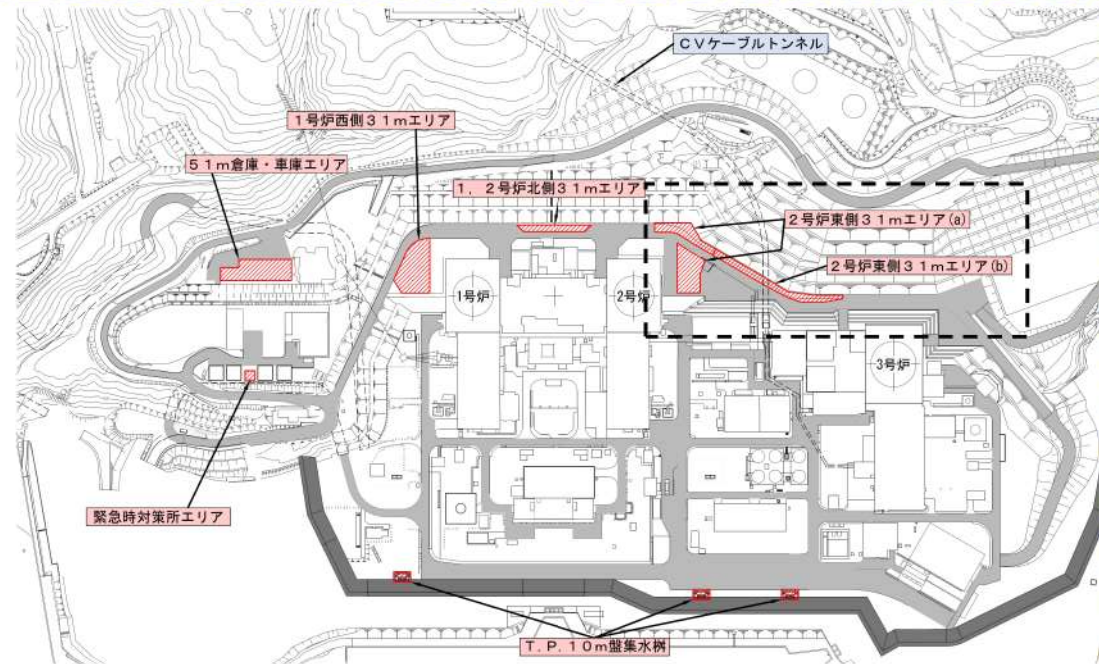 CVケーブルトンネル
1号炉西側31mエリア
51m倉庫・車庫エリア
1,2号炉北側31mエリア
2号炉東側31mエリア(a)
2号炉東側31mエリア(b)
1号炉
2号炉
3号炉
緊急時対策所エリア
T.P.10m盤集水桝